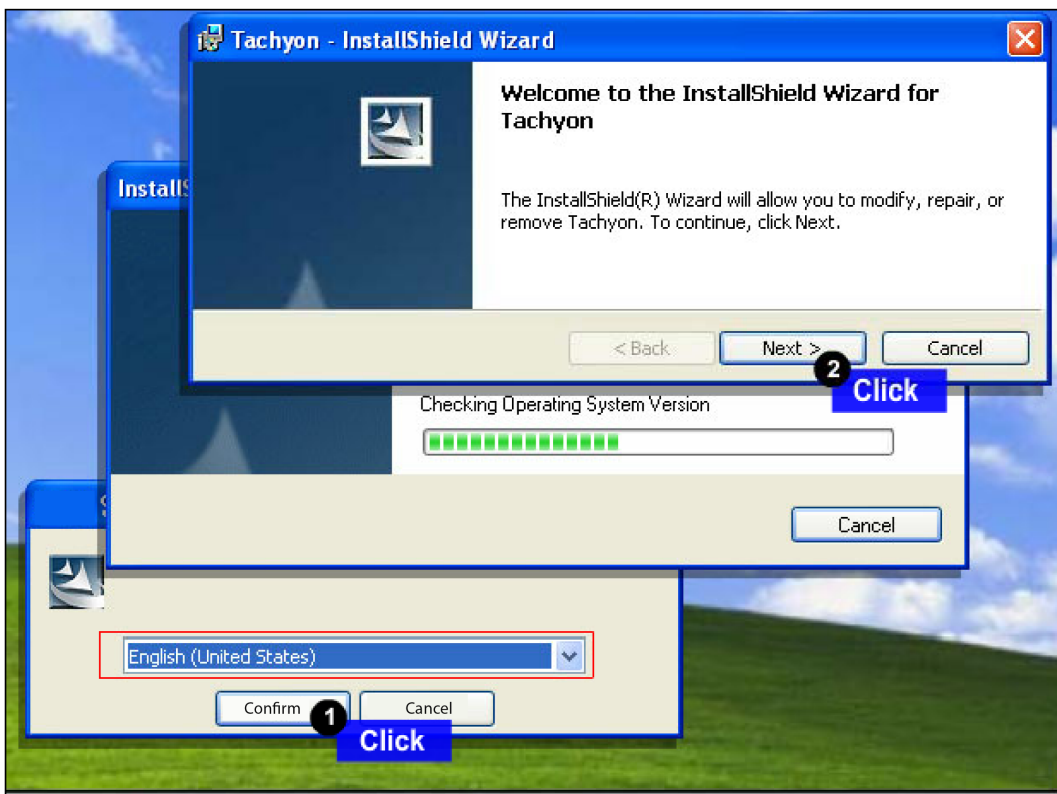 Tachyon - InstallShield Wizard
Welcome to the InstallShield Wizard for
Tachyon
The InstallShield(R) Wizard will allow you to modify, repair, or
remove Tachyon. To continue, click Next.
< Back
Next >
Cancel
2
Click
Checking Operating System Version
Cancel
English (United States)
Confirm
Cancel
1
Click